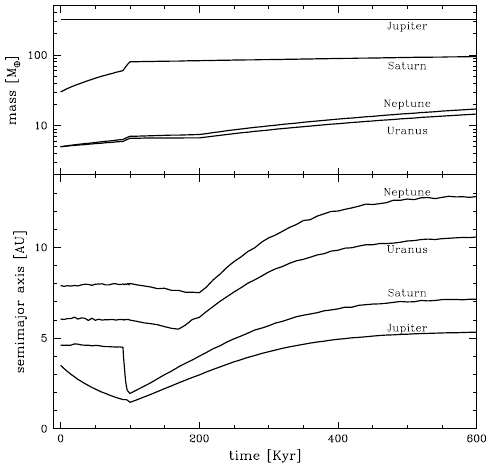 Jupiter
100
Saturn
mass [M⊕]
Neptune
10
Uranus
Neptune
10
Uranus
semimajor axis [AU]
Saturn
5
Jupiter
0
0
200
400
600
time [Kyr]